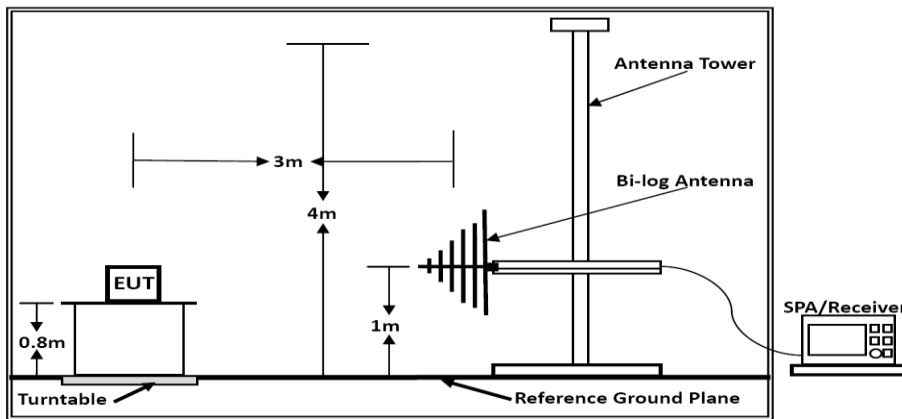 Antenna Tower
3m
Bi-log Antenna
4m
EUT
SPA/Receiver
0.8m
1m
Turntable
Reference Ground Plane